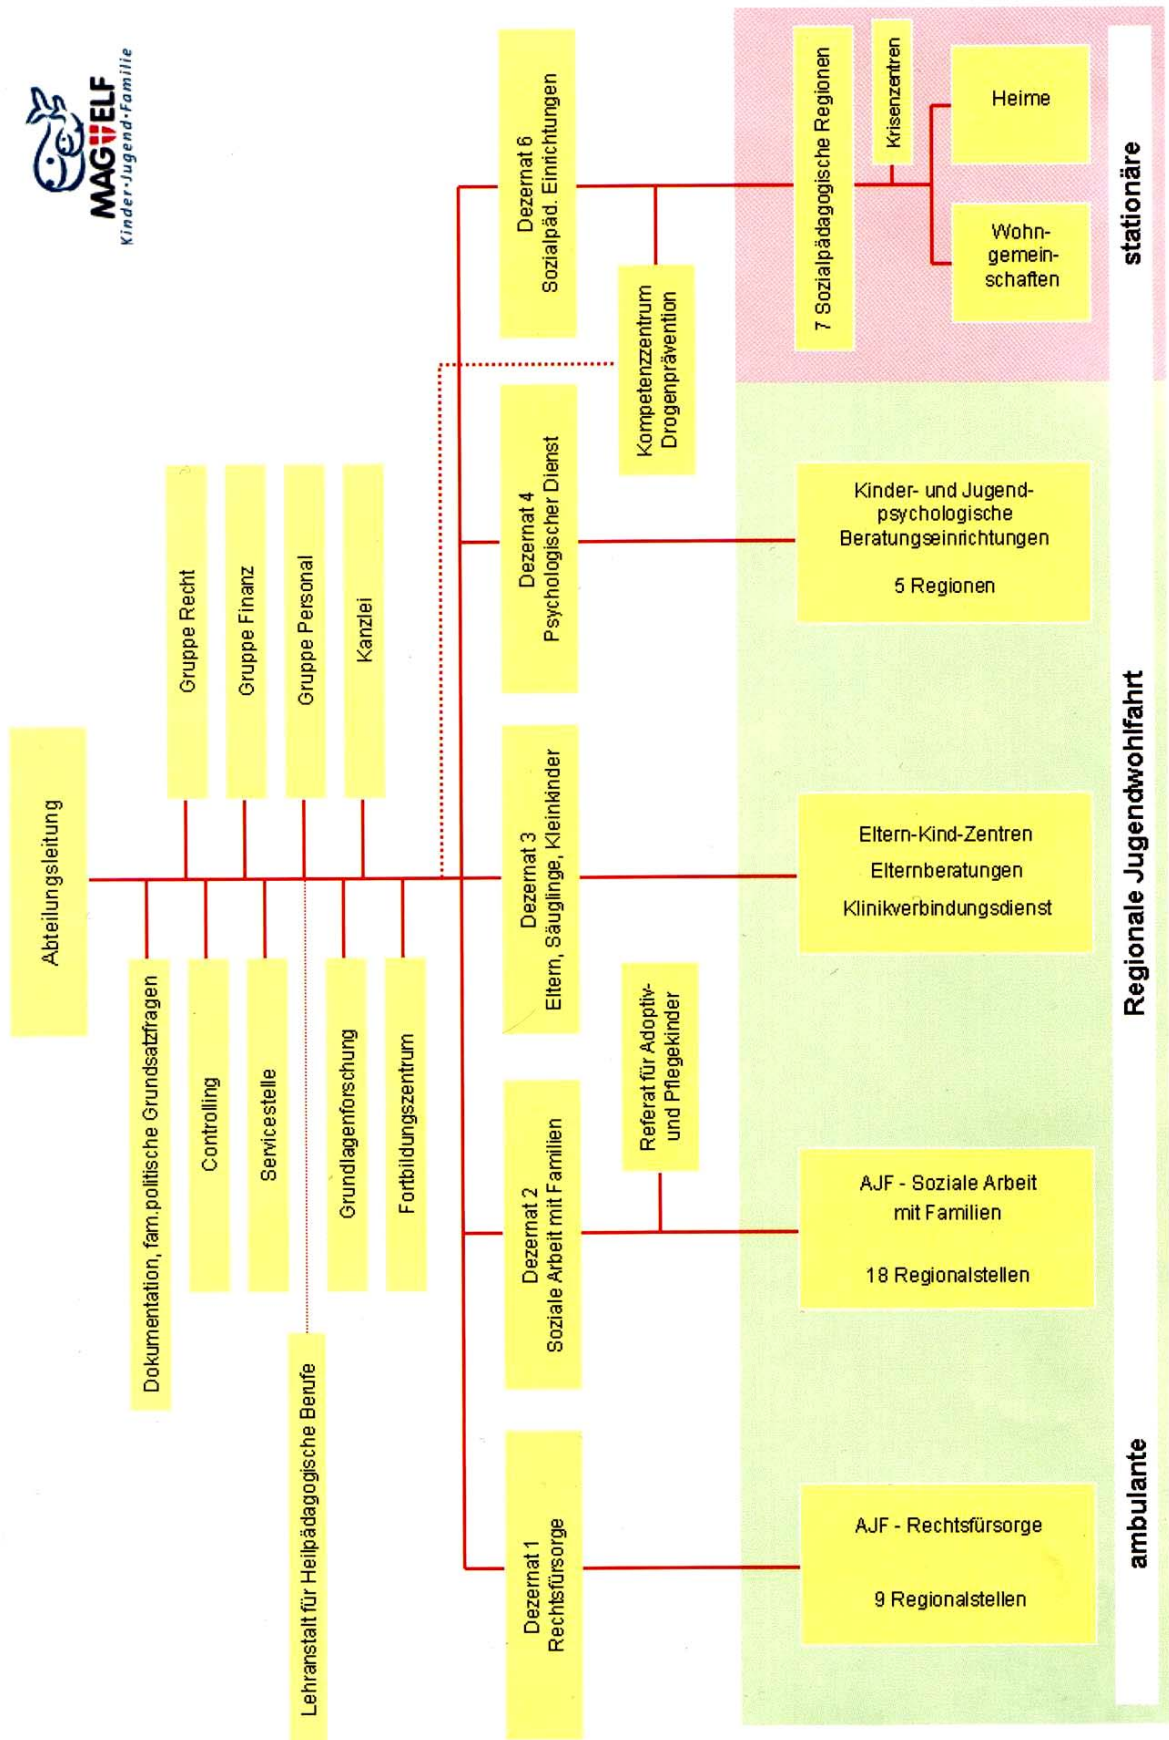 MAG ELF
Kinder·Jugend·Familie
Abteilungsleitung
Dokumentation, fam.politische Grundsatzfragen
Gruppe Recht
Controlling
Gruppe Finanz
Servicestelle
Gruppe Personal
Lehranstalt für Heilpädagogische Berufe
Grundlagenforschung
Kanzlei
Fortbildungszentrum
Dezernat 1
Rechtsfürsorge
Dezernat 2
Soziale Arbeit mit Familien
Dezernat 3
Eltern, Säuglinge, Kleinkinder
Dezernat 4
Psychologischer Dienst
Dezernat 6
Sozialpäd. Einrichtungen
Referat für Adoptiv-
und Pflegekinder
Kompetenzzentrum
Drogenprävention
AJF - Rechtsfürsorge
9 Regionalstellen
AJF - Soziale Arbeit
mit Familien
18 Regionalstellen
Eltern-Kind-Zentren
Elternberatungen
Klinikverbindungsdienst
Kinder- und Jugend-
psychologische
Beratungseinrichtungen
5 Regionen
7 Sozialpädagogische Regionen
Krisenzentren
Wohn-
gemein-
schaften
Heime
ambulante
Regionale Jugendwohlfahrt
stationäre